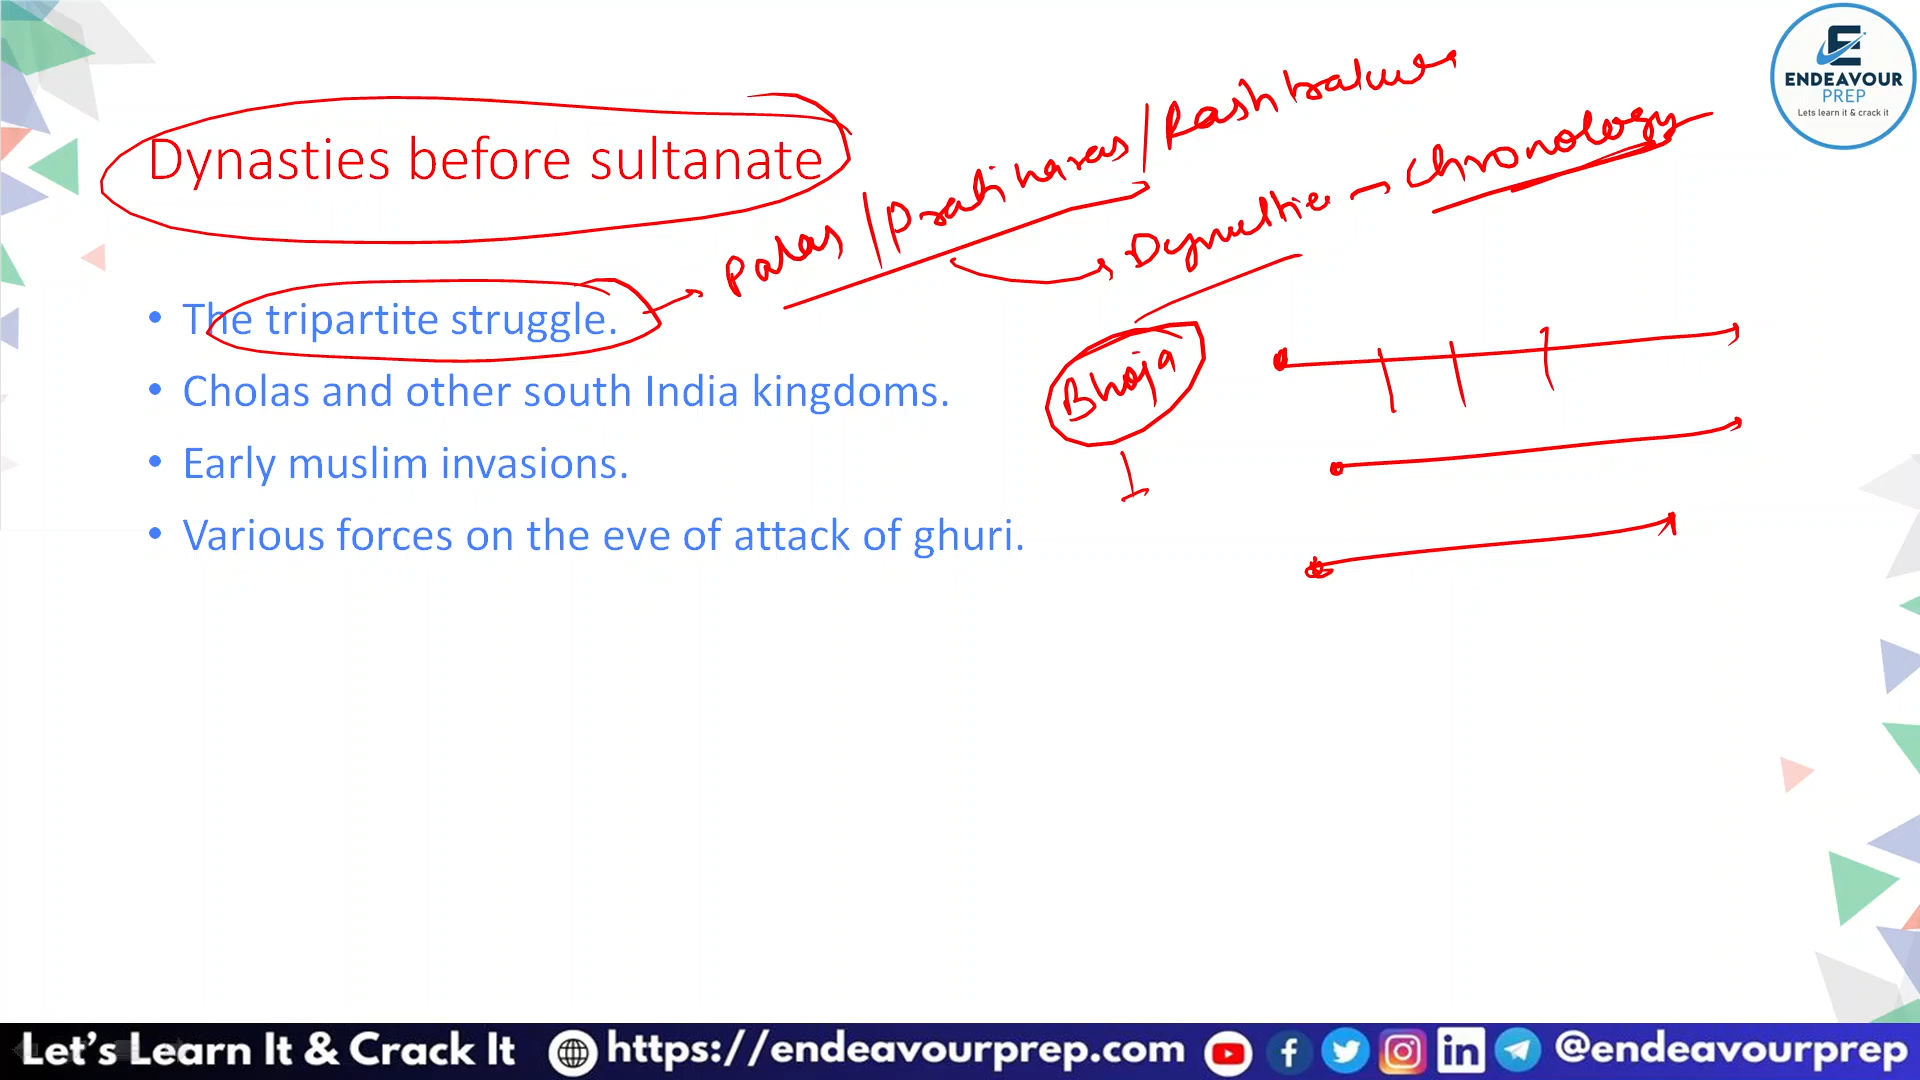 ENDEAVOUR
PREP
Lets learn it & crack it
Dynasties before sultanate
Palas / Pratiharas / Rashtrakutas
Dynasties → Chronology
• The tripartite struggle.
• Cholas and other south India kingdoms.
• Early muslim invasions.
• Various forces on the eve of attack of ghuri.
Bhoja
I
Let's Learn It & Crack It https://endeavourprep.com @endeavourprep